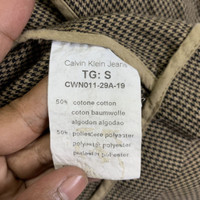 Calvin Klein Jeans
TG: S
CWN011-29A-19
50% cotone cotton
coton baumwolle
algodon algodao
50% poliestere polyester
polyester polyester
poliester polyester